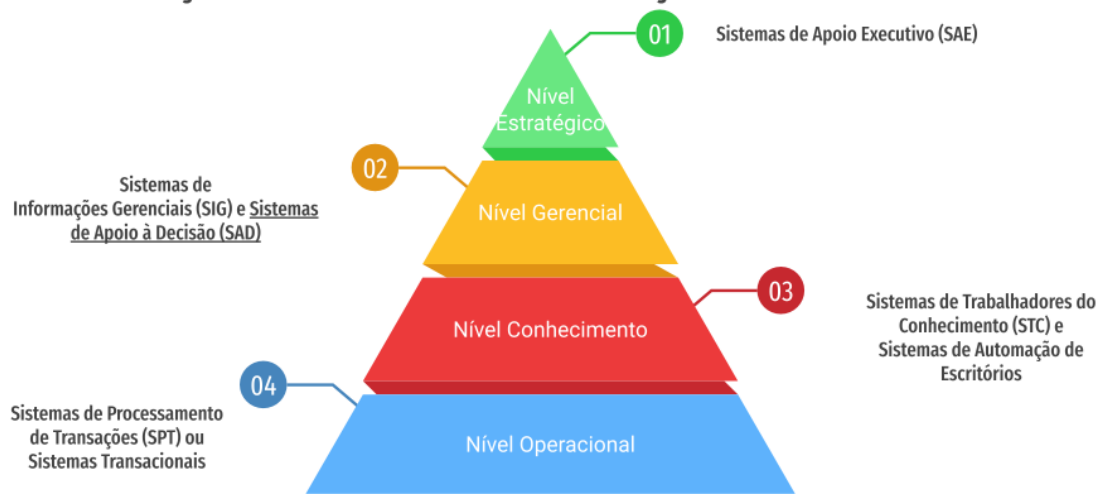 01
Sistemas de Apoio Executivo (SAE)
Nível
Estratégico
02
Sistemas de
Informações Gerenciais (SIG) e Sistemas
de Apoio à Decisão (SAD)
Nível Gerencial
03
Sistemas de Trabalhadores do
Conhecimento (STC) e
Sistemas de Automação de
Escritórios
Nível Conhecimento
04
Sistemas de Processamento
de Transações (SPT) ou
Sistemas Transacionais
Nível Operacional